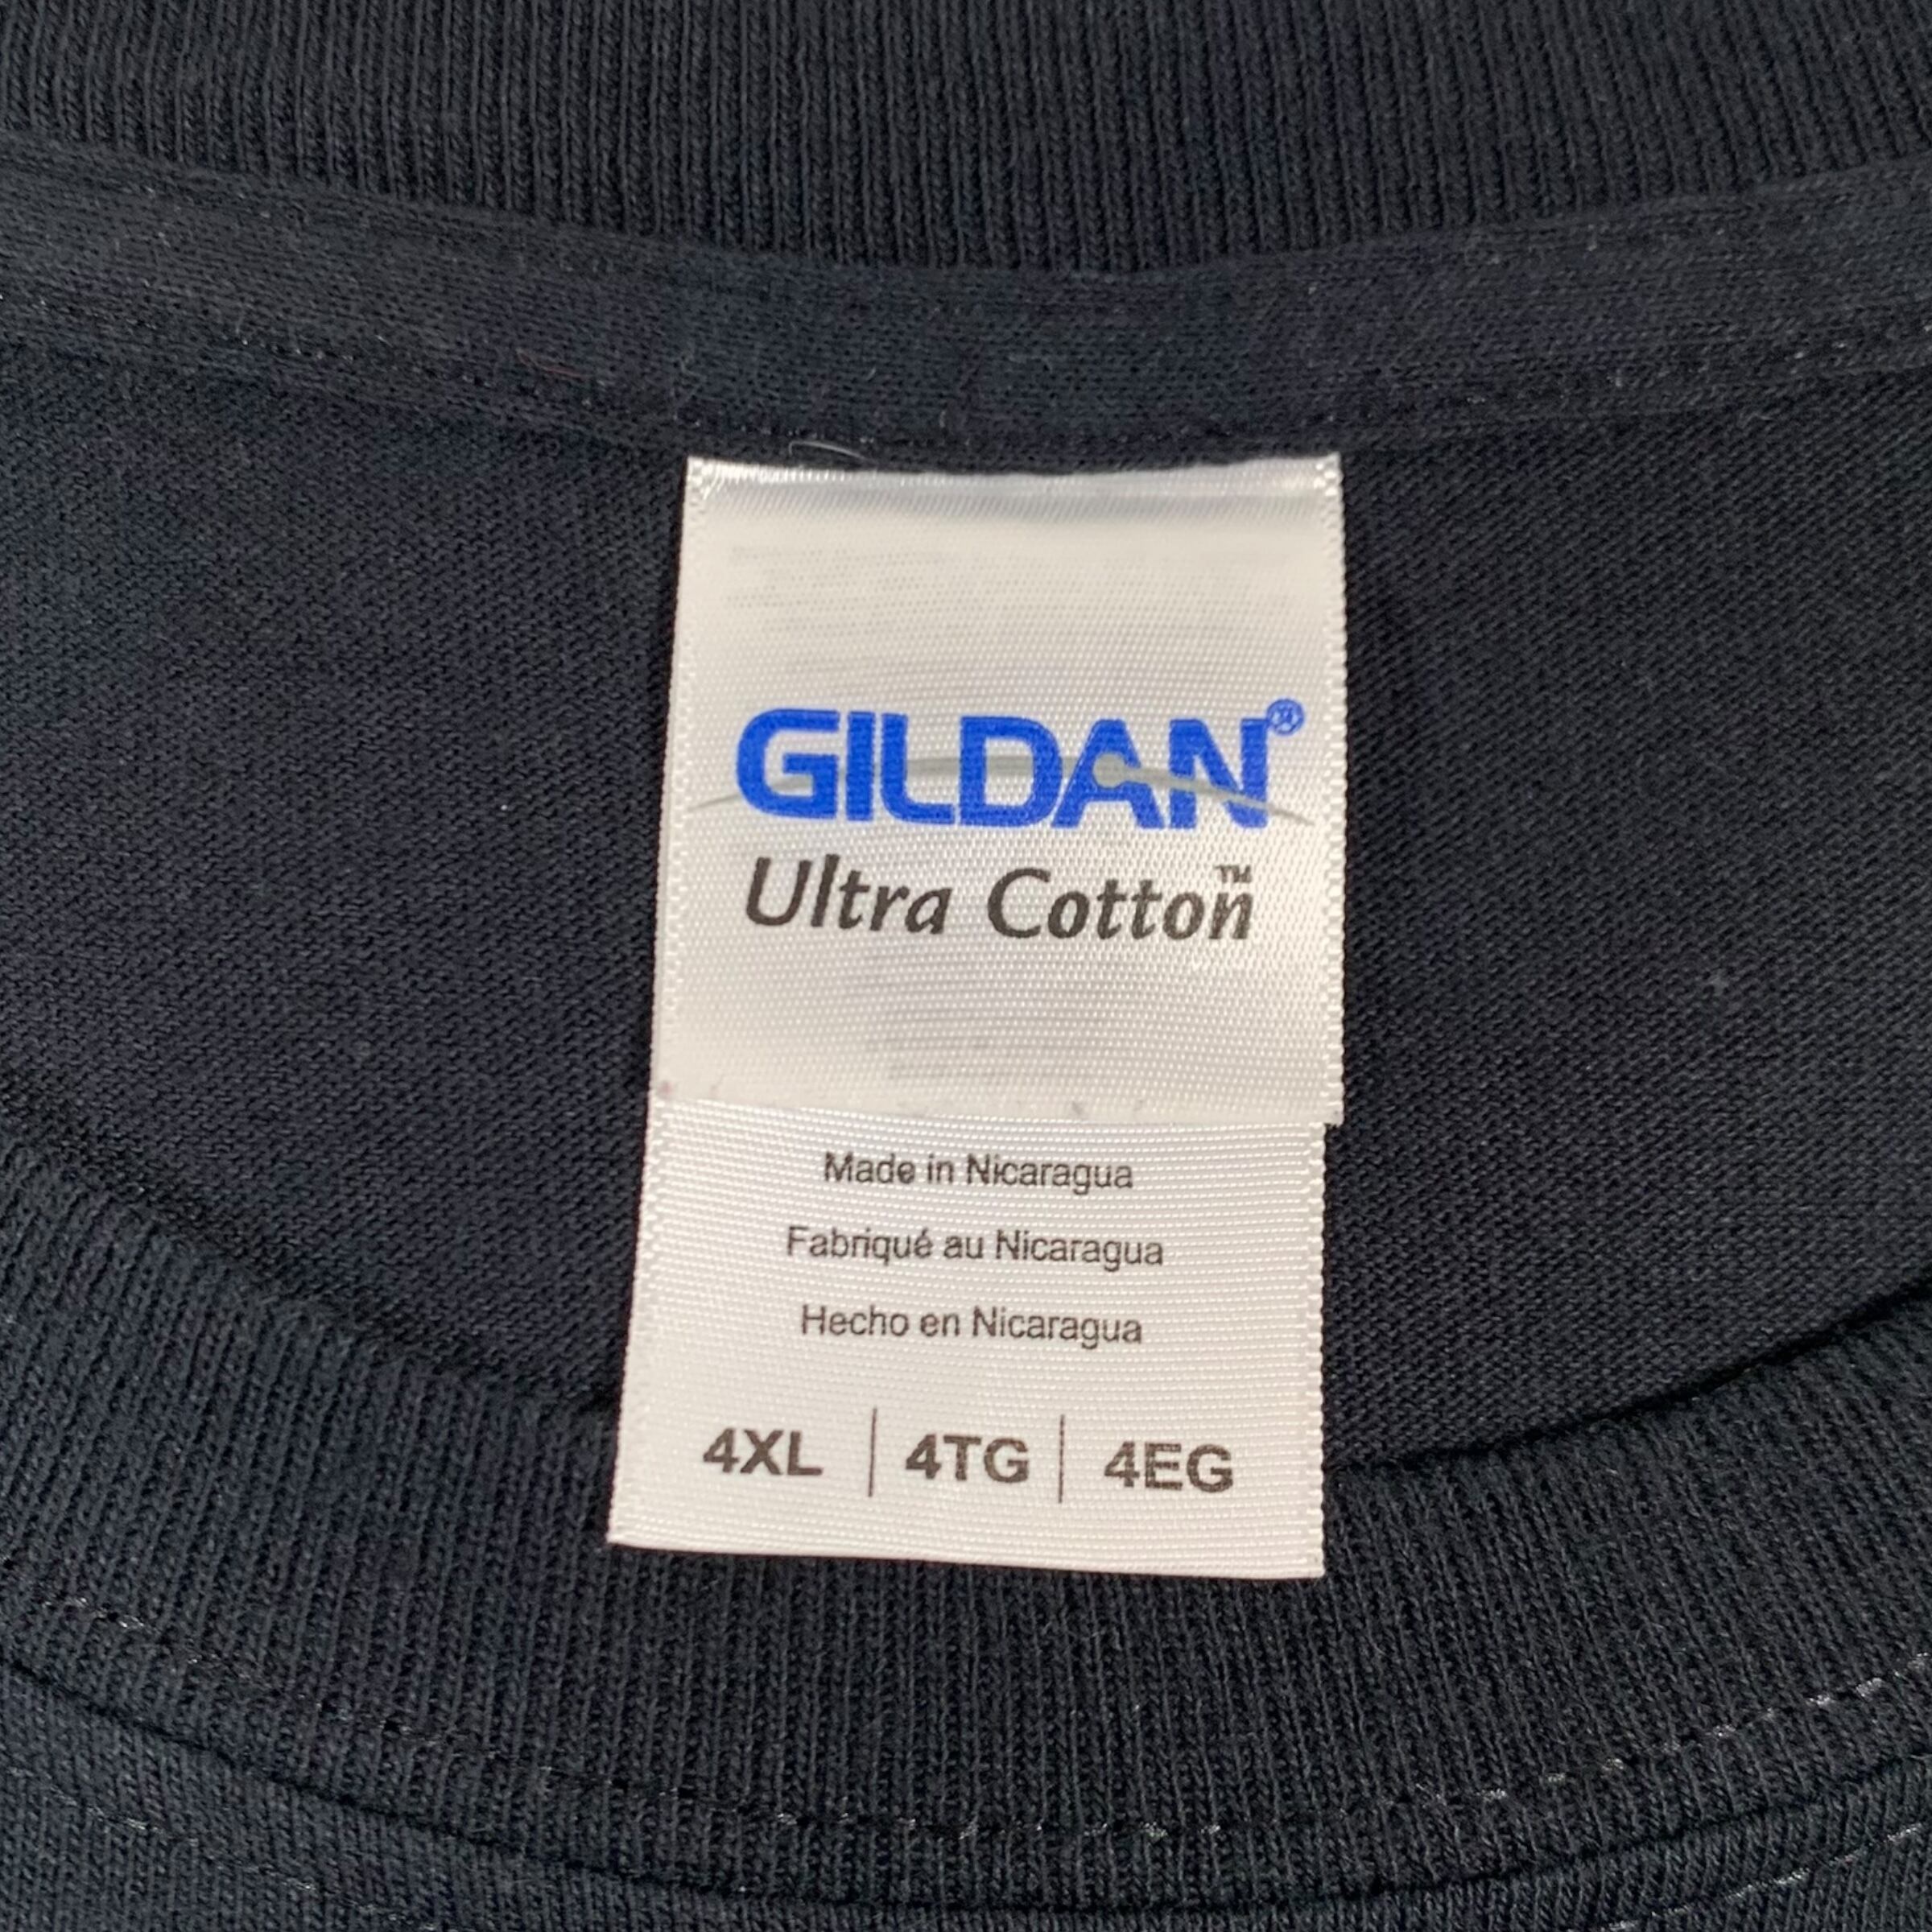 GILDAN®
Ultra Cotton™
Made in Nicaragua
Fabriqué au Nicaragua
Hecho en Nicaragua
4XL | 4TG | 4EG